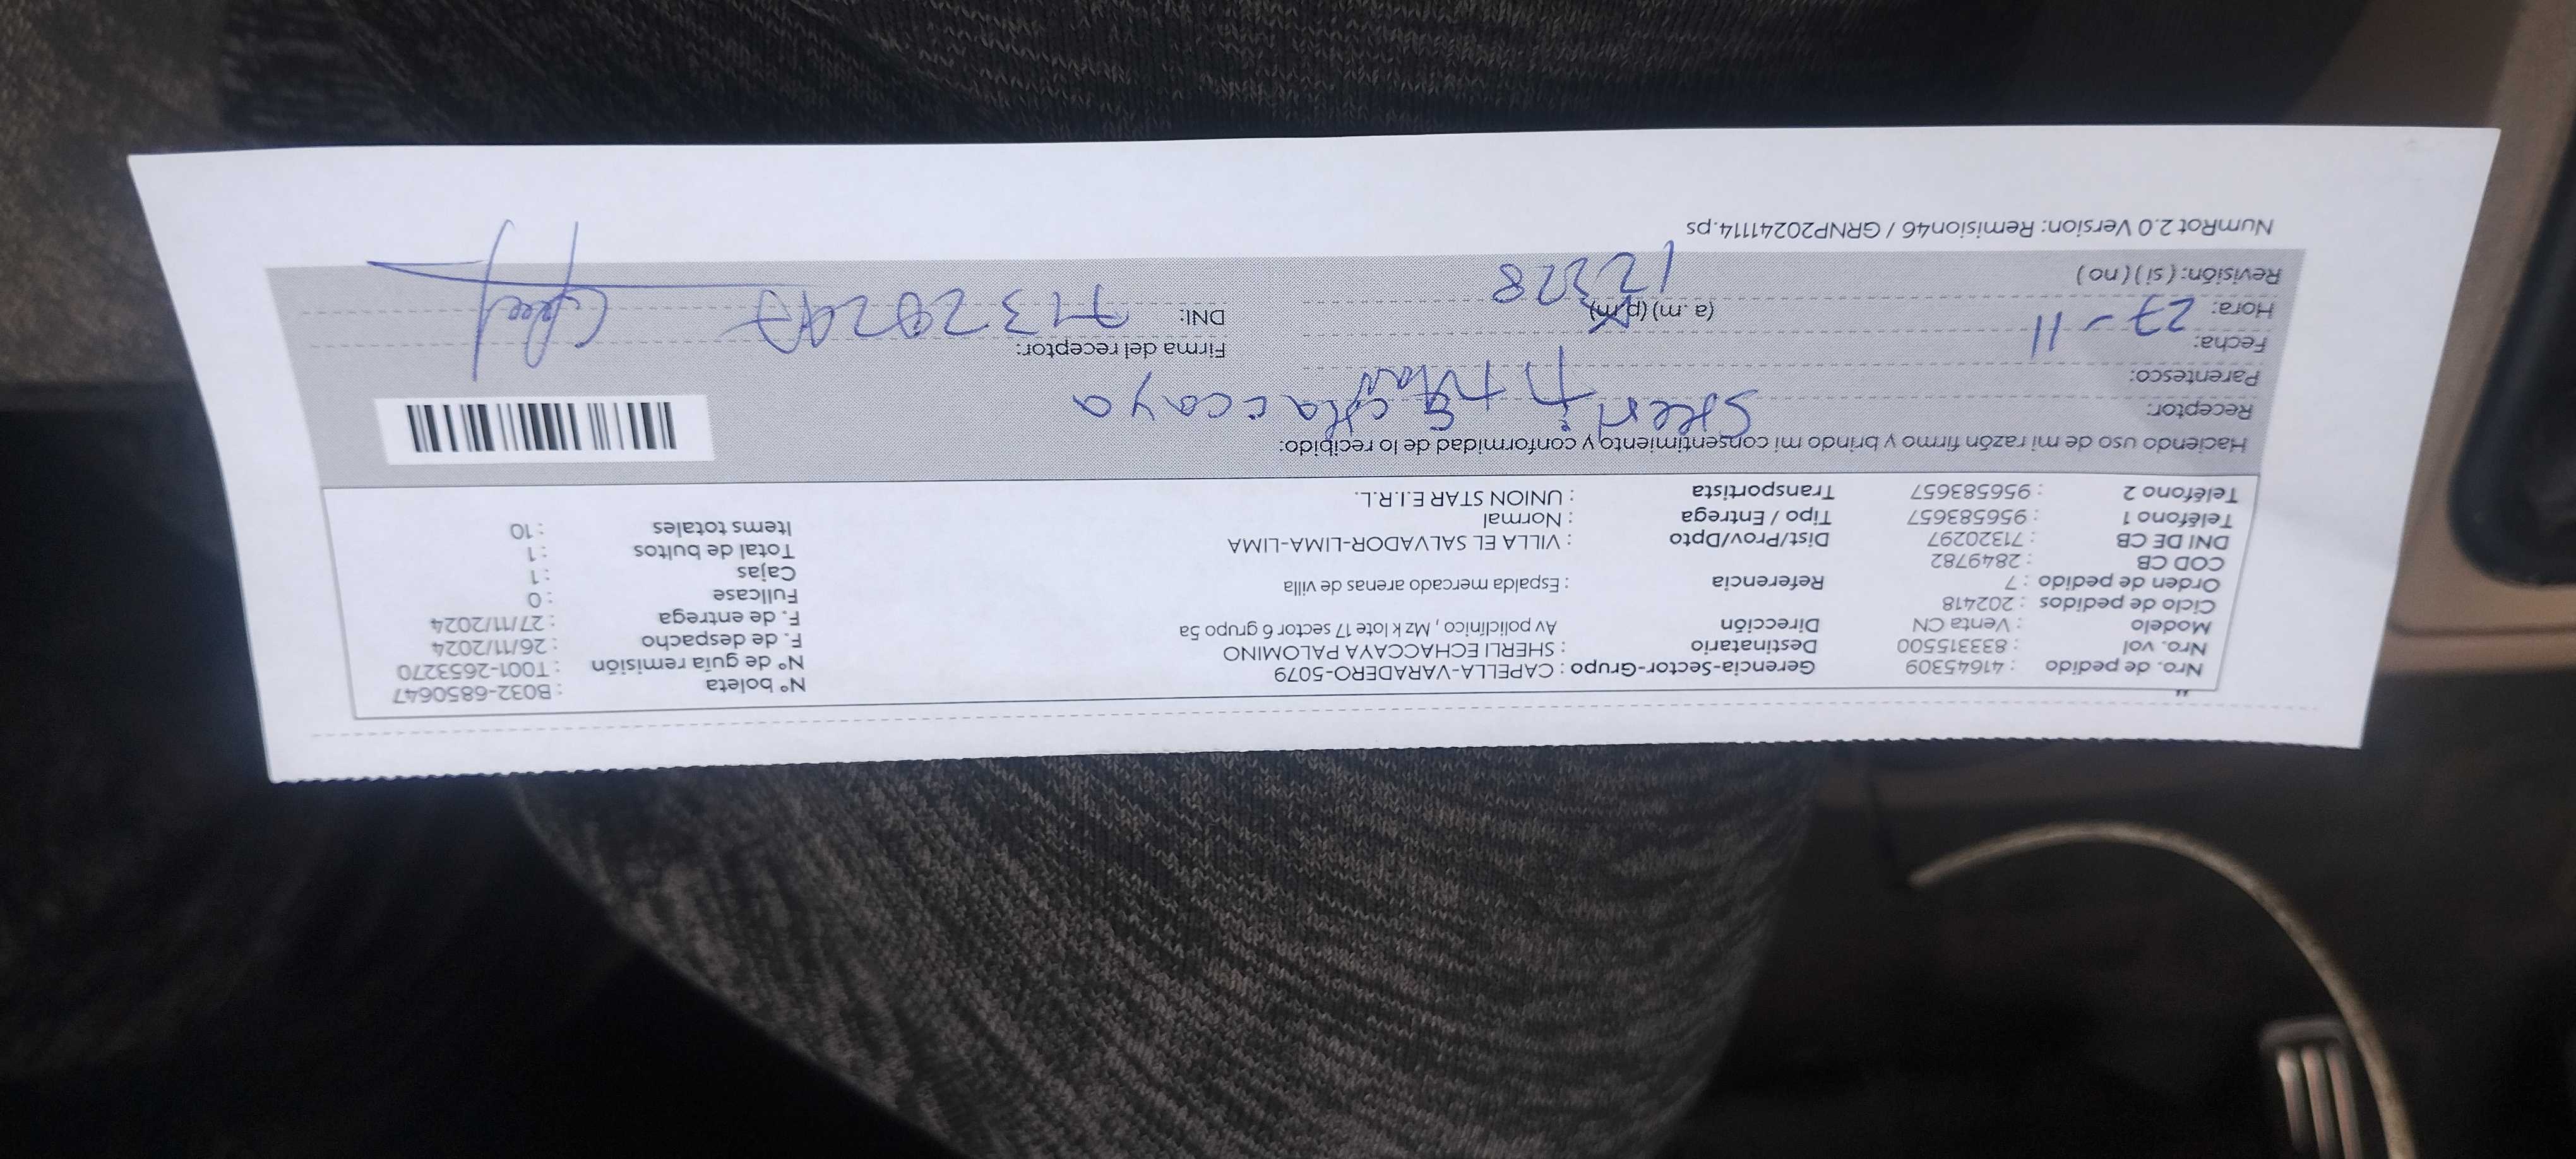 Nro. de pedido : 41645309 Gerencia-Sector-Grupo : CAPELLA-VARADERO-5079 N° boleta : B032-6850647
Nro. vol : 833315500 Destinatario : SHERLI ECHACCAYA PALOMINO N° de guía remisión : T001-2653270
Modelo : Venta CN Dirección Av policlínico , Mz k lote 17 sector 6 grupo 5a F. de despacho : 26/11/2024
Ciclo de pedidos : 202418 F. de entrega : 27/11/2024
Orden de pedido : 7 Referencia : Espalda mercado arenas de villa Fullcase : 0
COD CB : 2849782 Cajas : 1
DNI DE CB : 71320297 Dist/Prov/Dpto : VILLA EL SALVADOR-LIMA-LIMA Total de bultos : 1
Teléfono 1 : 956583657 Tipo / Entrega : Normal Items totales : 10
Teléfono 2 : 956583657 Transportista : UNION STAR E.I.R.L.
Haciendo uso de mi razón firmo y brindo mi consentimiento y conformidad de lo recibido:
Receptor:
Parentesco:
Fecha: 27-11 Firma del receptor:
Hora: (a. m) (p.m) DNI:
Revisión: ( si ) ( no )
NumRot 2.0 Version: Remision46 / GRNP20241114.ps